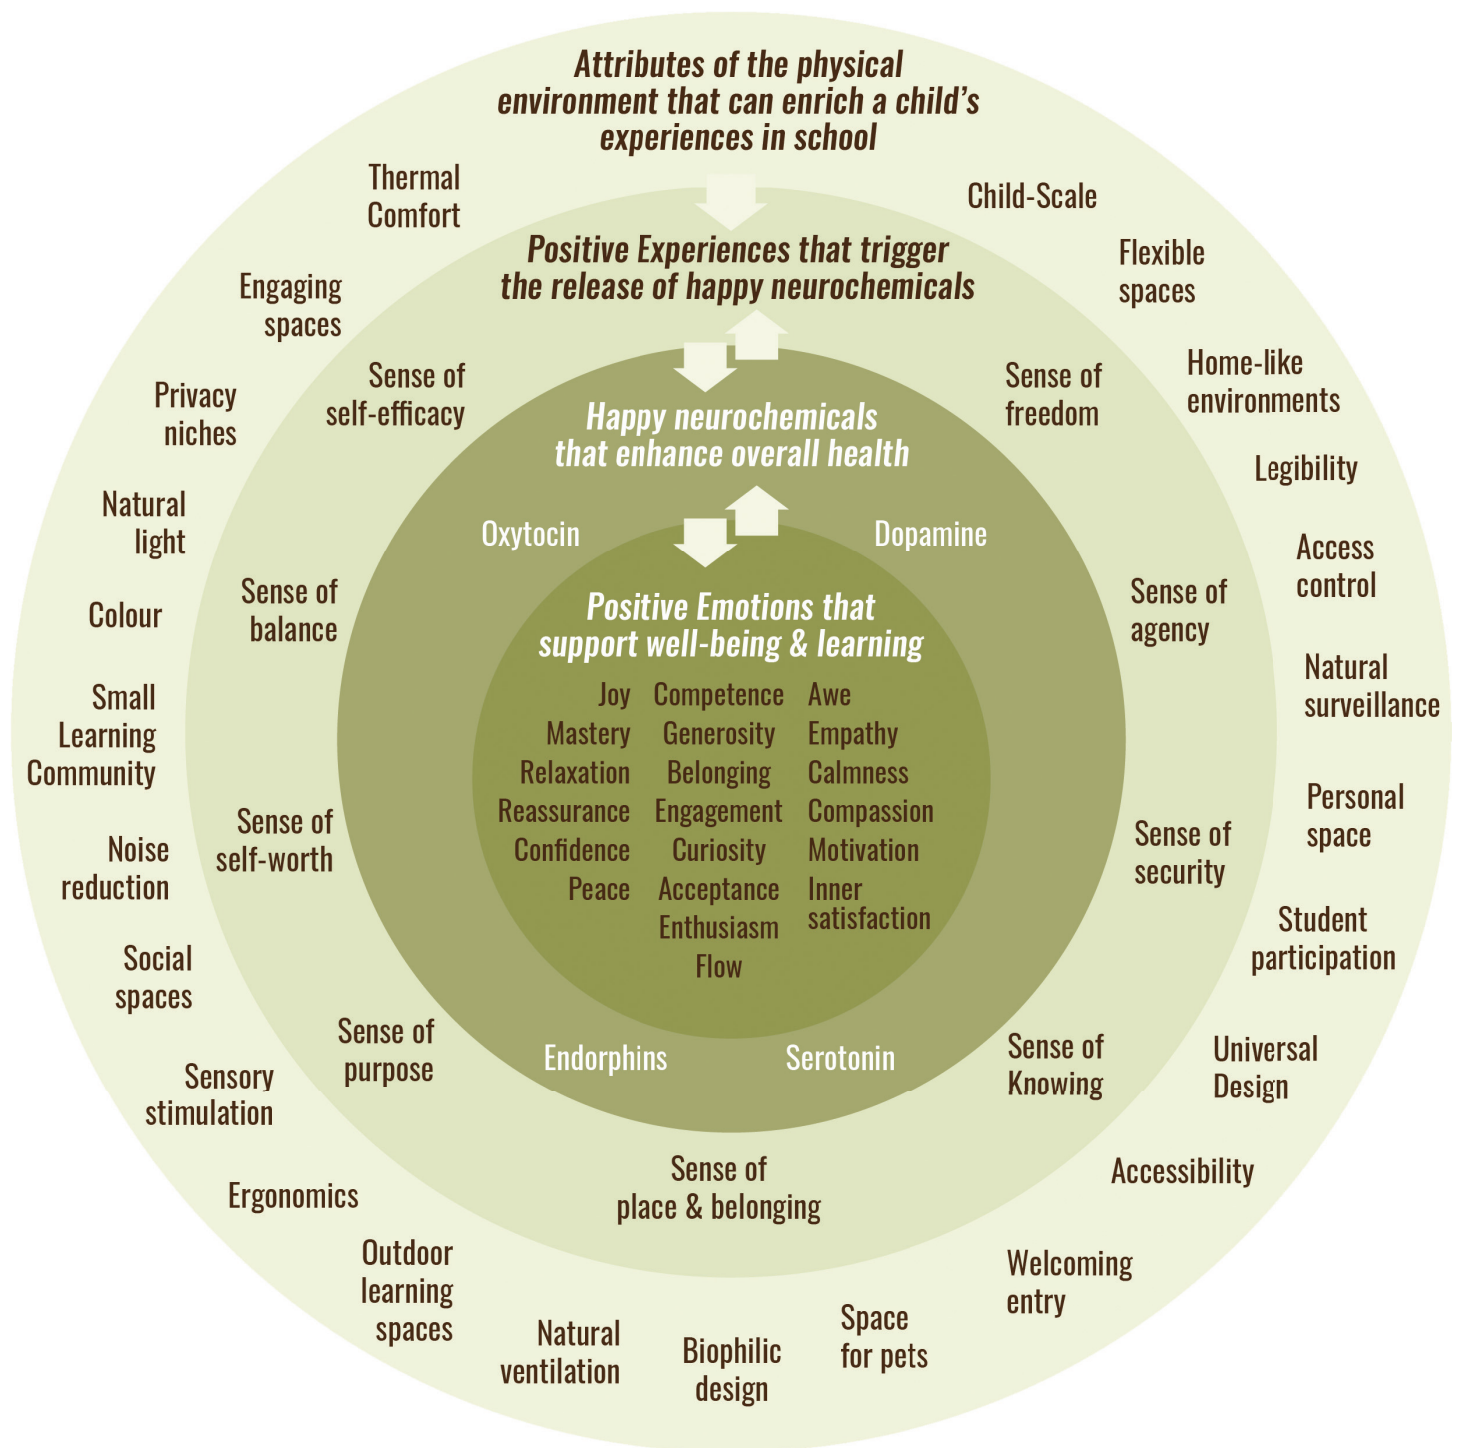 Attributes of the physical
environment that can enrich a child's
experiences in school
Thermal
Comfort
Child-Scale
Engaging
spaces
Flexible
spaces
Privacy
niches
Home-like
environments
Natural
light
Legibility
Colour
Access
control
Small
Learning
Community
Natural
surveillance
Noise
reduction
Personal
space
Social
spaces
Student
participation
Sensory
stimulation
Universal
Design
Ergonomics
Accessibility
Outdoor
learning
spaces
Welcoming
entry
Natural
ventilation
Biophilic
design
Space
for pets
Positive Experiences that trigger
the release of happy neurochemicals
Sense of
self-efficacy
Sense of
freedom
Sense of
balance
Sense of
agency
Sense of
self-worth
Sense of
security
Sense of
purpose
Sense of
Knowing
Sense of
place & belonging
Happy neurochemicals
that enhance overall health
Oxytocin
Dopamine
Endorphins
Serotonin
Positive Emotions that
support well-being & learning
Joy
Mastery
Relaxation
Reassurance
Confidence
Peace
Competence
Generosity
Belonging
Engagement
Curiosity
Acceptance
Enthusiasm
Flow
Awe
Empathy
Calmness
Compassion
Motivation
Inner
satisfaction